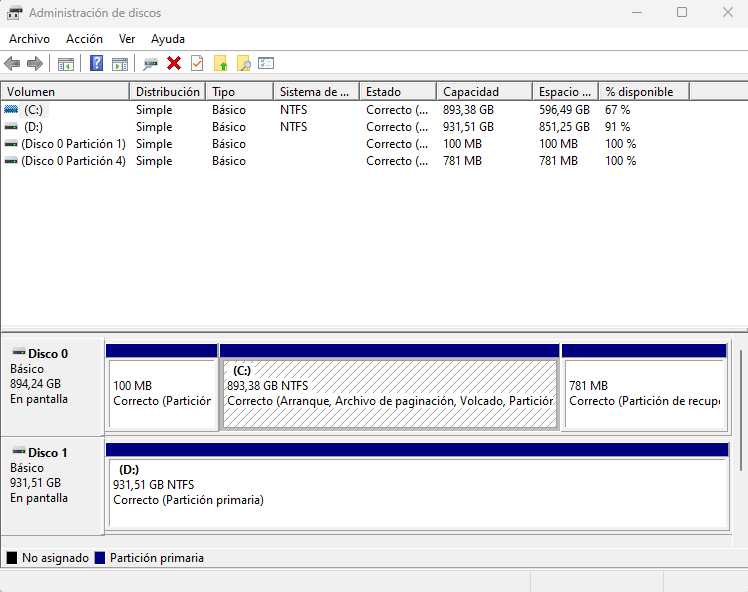 Administración de discos
Archivo Acción Ver Ayuda
Volumen Distribución Tipo Sistema de ... Estado Capacidad Espacio ... % disponible
(C:) Simple Básico NTFS Correcto (... 893,38 GB 596,49 GB 67 %
(D:) Simple Básico NTFS Correcto (... 931,51 GB 851,25 GB 91 %
(Disco 0 Partición 1) Simple Básico Correcto (... 100 MB 100 MB 100 %
(Disco 0 Partición 4) Simple Básico Correcto (... 781 MB 781 MB 100 %
Disco 0
Básico
894,24 GB
En pantalla
100 MB
Correcto (Partición
(C:)
893,38 GB NTFS
Correcto (Arranque, Archivo de paginación, Volcado, Partición
781 MB
Correcto (Partición de recupe
Disco 1
Básico
931,51 GB
En pantalla
(D:)
931,51 GB NTFS
Correcto (Partición primaria)
No asignado Partición primaria